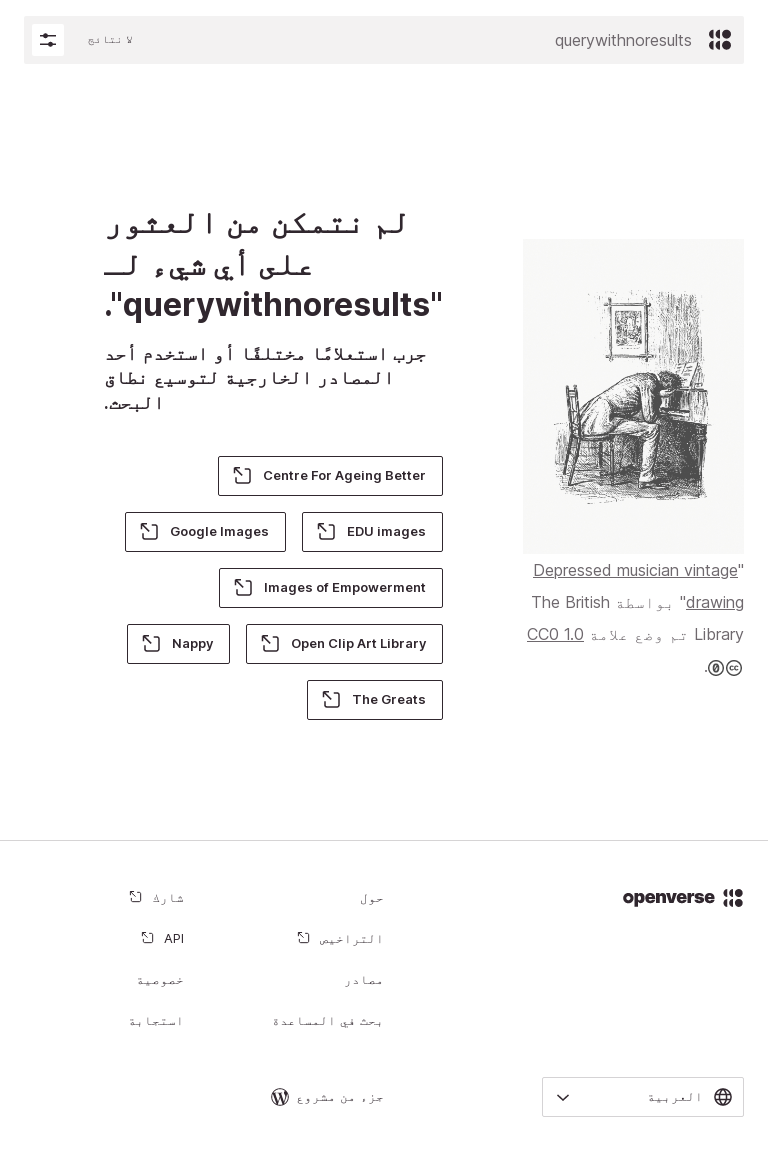 querywithnoresults
لا نتائج
لم نتمكن من العثور
على أي شيء لـ
"querywithnoresults".
جرب استعلامًا مختلفًا أو استخدم أحد
المصادر الخارجية لتوسيع نطاق
البحث.
Centre For Ageing Better
EDU images
Google Images
Images of Empowerment
Open Clip Art Library
Nappy
The Greats
"Depressed musician vintage
drawing" بواسطة The British
Library تم وضع علامة CC0 1.0
.
openverse
حول
شارك
التراخيص
API
مصادر
خصوصية
بحث في المساعدة
استجابة
العربية
جزء من مشروع